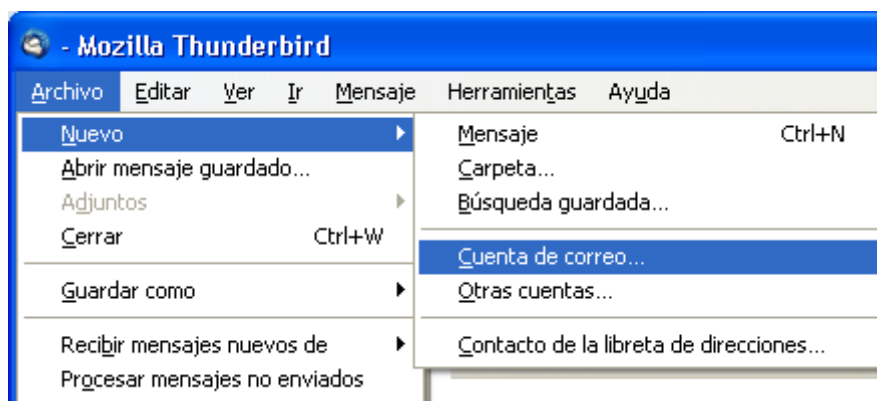 - Mozilla Thunderbird
Archivo Editar Ver Ir Mensaje Herramientas Ayuda
Nuevo
Abrir mensaje guardado...
Adjuntos
Cerrar Ctrl+W
Guardar como
Recibir mensajes nuevos de
Procesar mensajes no enviados
Mensaje Ctrl+N
Carpeta...
Búsqueda guardada...
Cuenta de correo...
Otras cuentas...
Contacto de la libreta de direcciones...